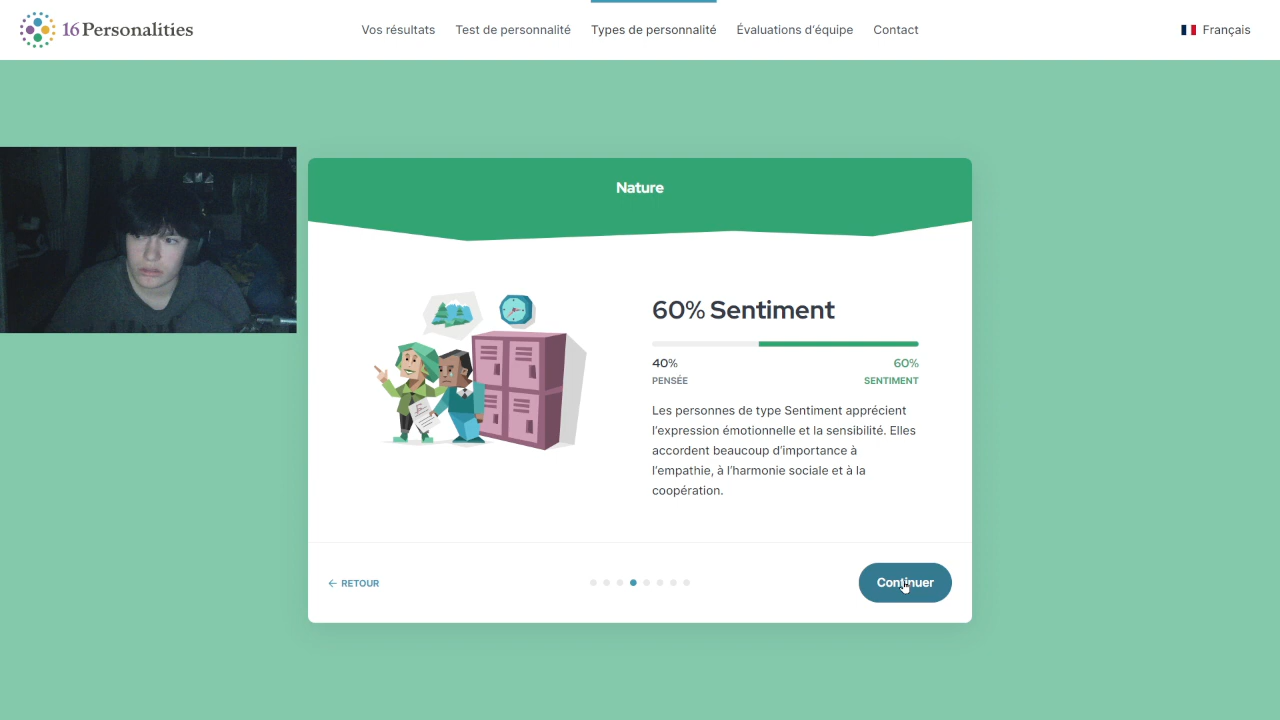 16Personalities
Vos résultats
Test de personnalité
Types de personnalité
Évaluations d'équipe
Contact
Français
Nature
60% Sentiment
40%
60%
PENSÉE
SENTIMENT
Les personnes de type Sentiment apprécient
l'expression émotionnelle et la sensibilité. Elles
accordent beaucoup d'importance à
l'empathie, à l'harmonie sociale et à la
coopération.
← RETOUR
Continuer